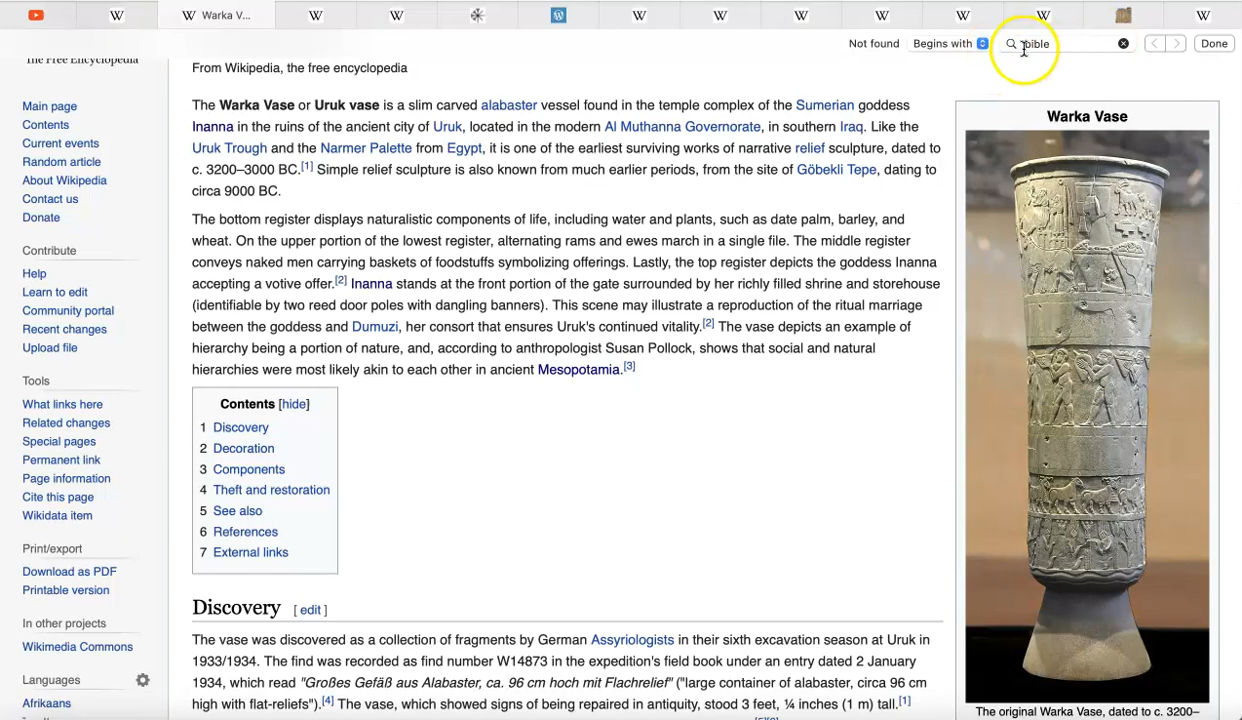 Warka V...
Not found Begins with bible Done
The Free Encyclopedia
Main page
Contents
Current events
Random article
About Wikipedia
Contact us
Donate
Contribute
Help
Learn to edit
Community portal
Recent changes
Upload file
Tools
What links here
Related changes
Special pages
Permanent link
Page information
Cite this page
Wikidata item
Print/export
Download as PDF
Printable version
In other projects
Wikimedia Commons
Languages
Afrikaans
From Wikipedia, the free encyclopedia
The Warka Vase or Uruk vase is a slim carved alabaster vessel found in the temple complex of the Sumerian goddess
Inanna in the ruins of the ancient city of Uruk, located in the modern Al Muthanna Governorate, in southern Iraq. Like the
Uruk Trough and the Narmer Palette from Egypt, it is one of the earliest surviving works of narrative relief sculpture, dated to
c. 3200–3000 BC.[1] Simple relief sculpture is also known from much earlier periods, from the site of Göbekli Tepe, dating to
circa 9000 BC.
The bottom register displays naturalistic components of life, including water and plants, such as date palm, barley, and
wheat. On the upper portion of the lowest register, alternating rams and ewes march in a single file. The middle register
conveys naked men carrying baskets of foodstuffs symbolizing offerings. Lastly, the top register depicts the goddess Inanna
accepting a votive offer.[2] Inanna stands at the front portion of the gate surrounded by her richly filled shrine and storehouse
(identifiable by two reed door poles with dangling banners). This scene may illustrate a reproduction of the ritual marriage
between the goddess and Dumuzi, her consort that ensures Uruk's continued vitality.[2] The vase depicts an example of
hierarchy being a portion of nature, and, according to anthropologist Susan Pollock, shows that social and natural
hierarchies were most likely akin to each other in ancient Mesopotamia.[3]
Contents [hide]
1 Discovery
2 Decoration
3 Components
4 Theft and restoration
5 See also
6 References
7 External links
Discovery [ edit ]
The vase was discovered as a collection of fragments by German Assyriologists in their sixth excavation season at Uruk in
1933/1934. The find was recorded as find number W14873 in the expedition's field book under an entry dated 2 January
1934, which read "Großes Gefäß aus Alabaster, ca. 96 cm hoch mit Flachrelief" ("large container of alabaster, circa 96 cm
high with flat-reliefs").[4] The vase, which showed signs of being repaired in antiquity, stood 3 feet, ¼ inches (1 m) tall.[1]
Warka Vase
The original Warka Vase, dated to c. 3200–